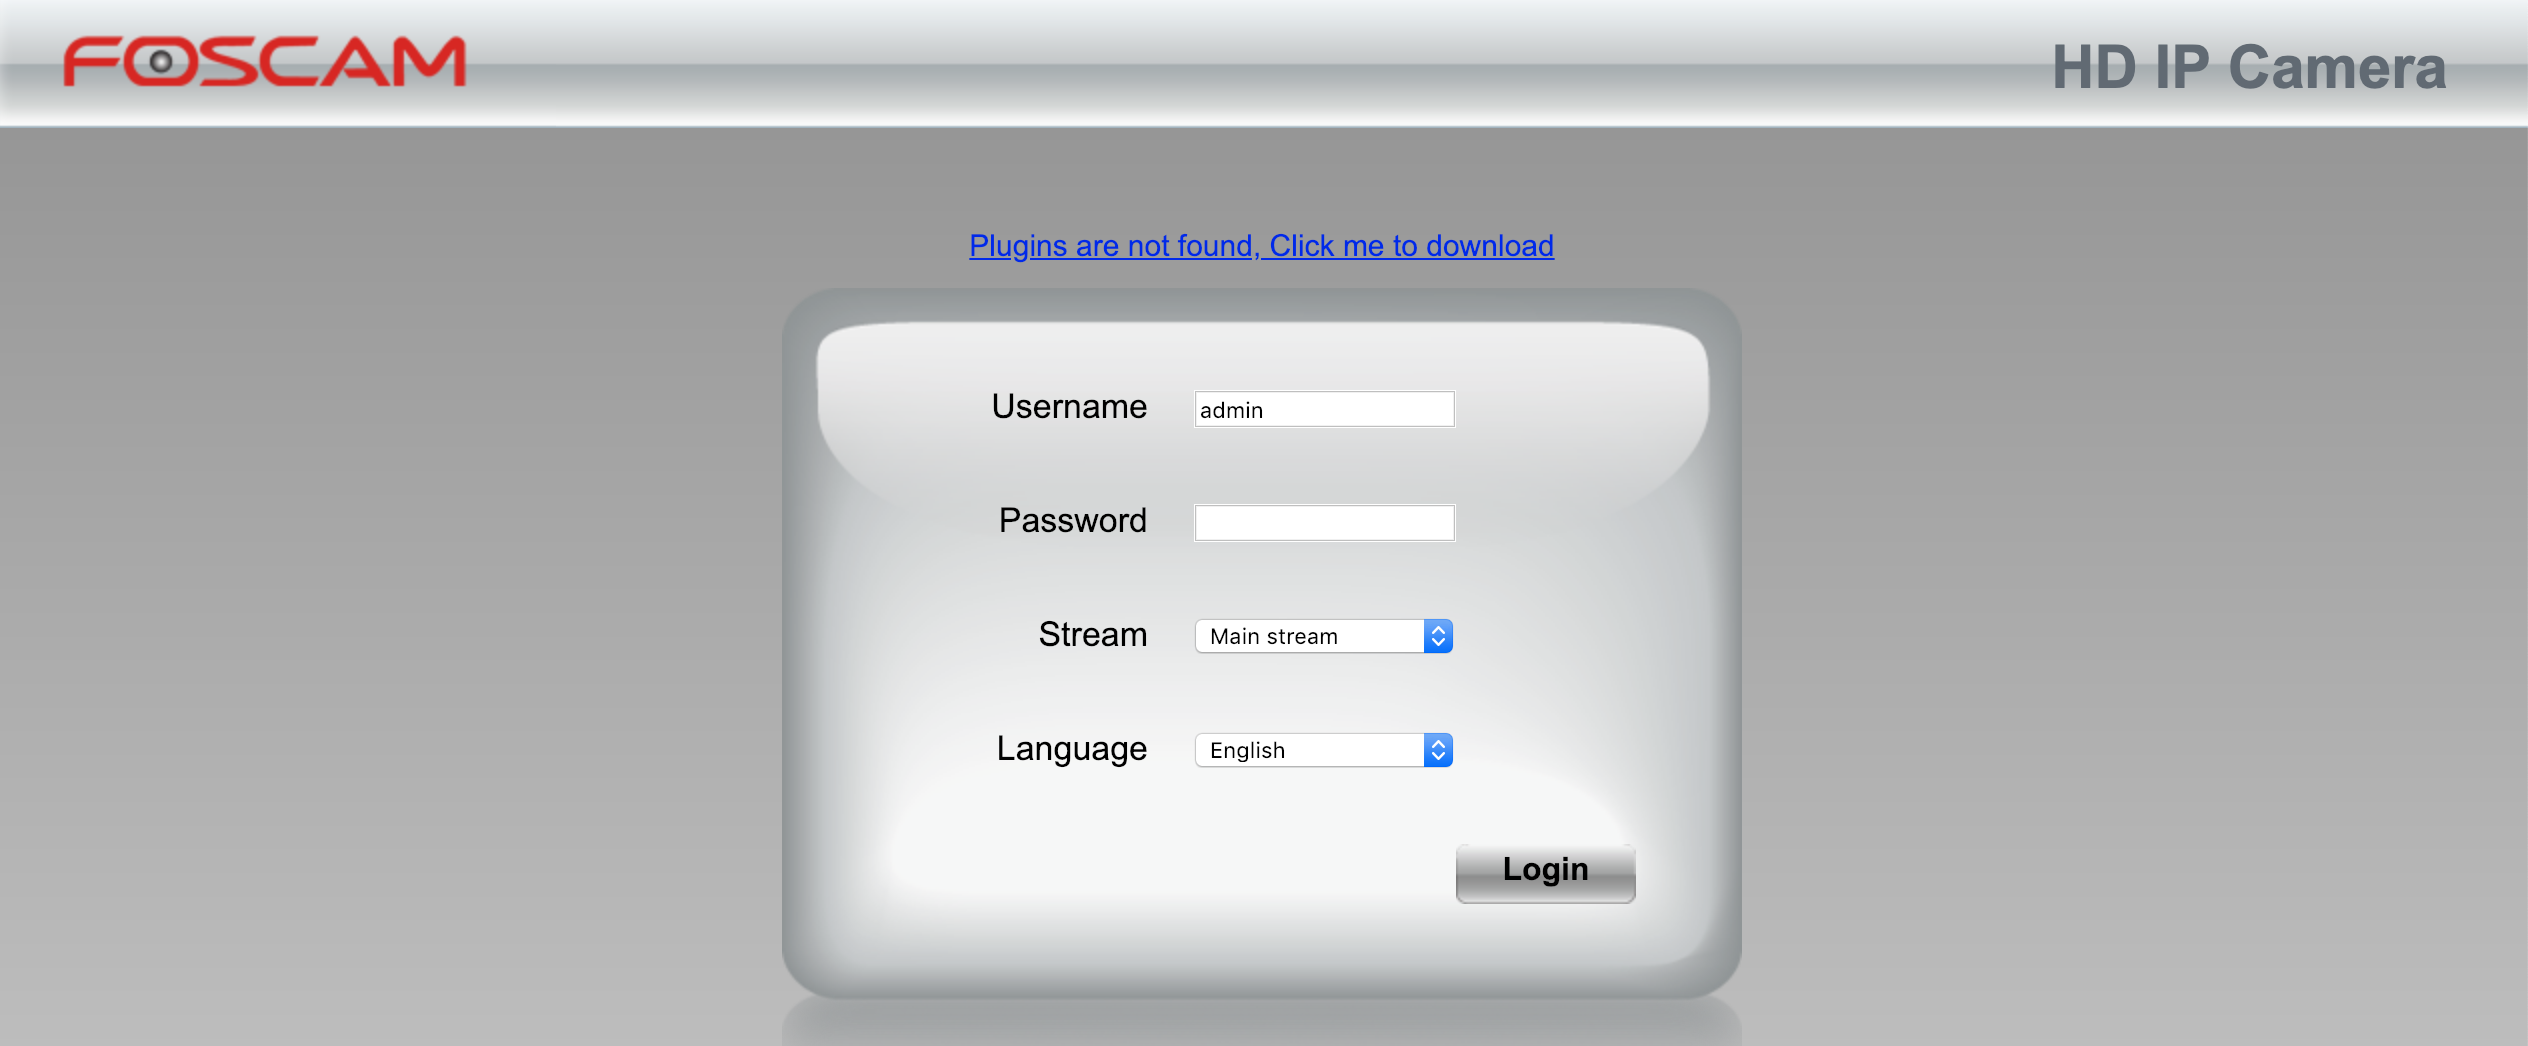 FOSCAM
HD IP Camera
Plugins are not found, Click me to download
Username admin
Password
Stream Main stream
Language English
Login